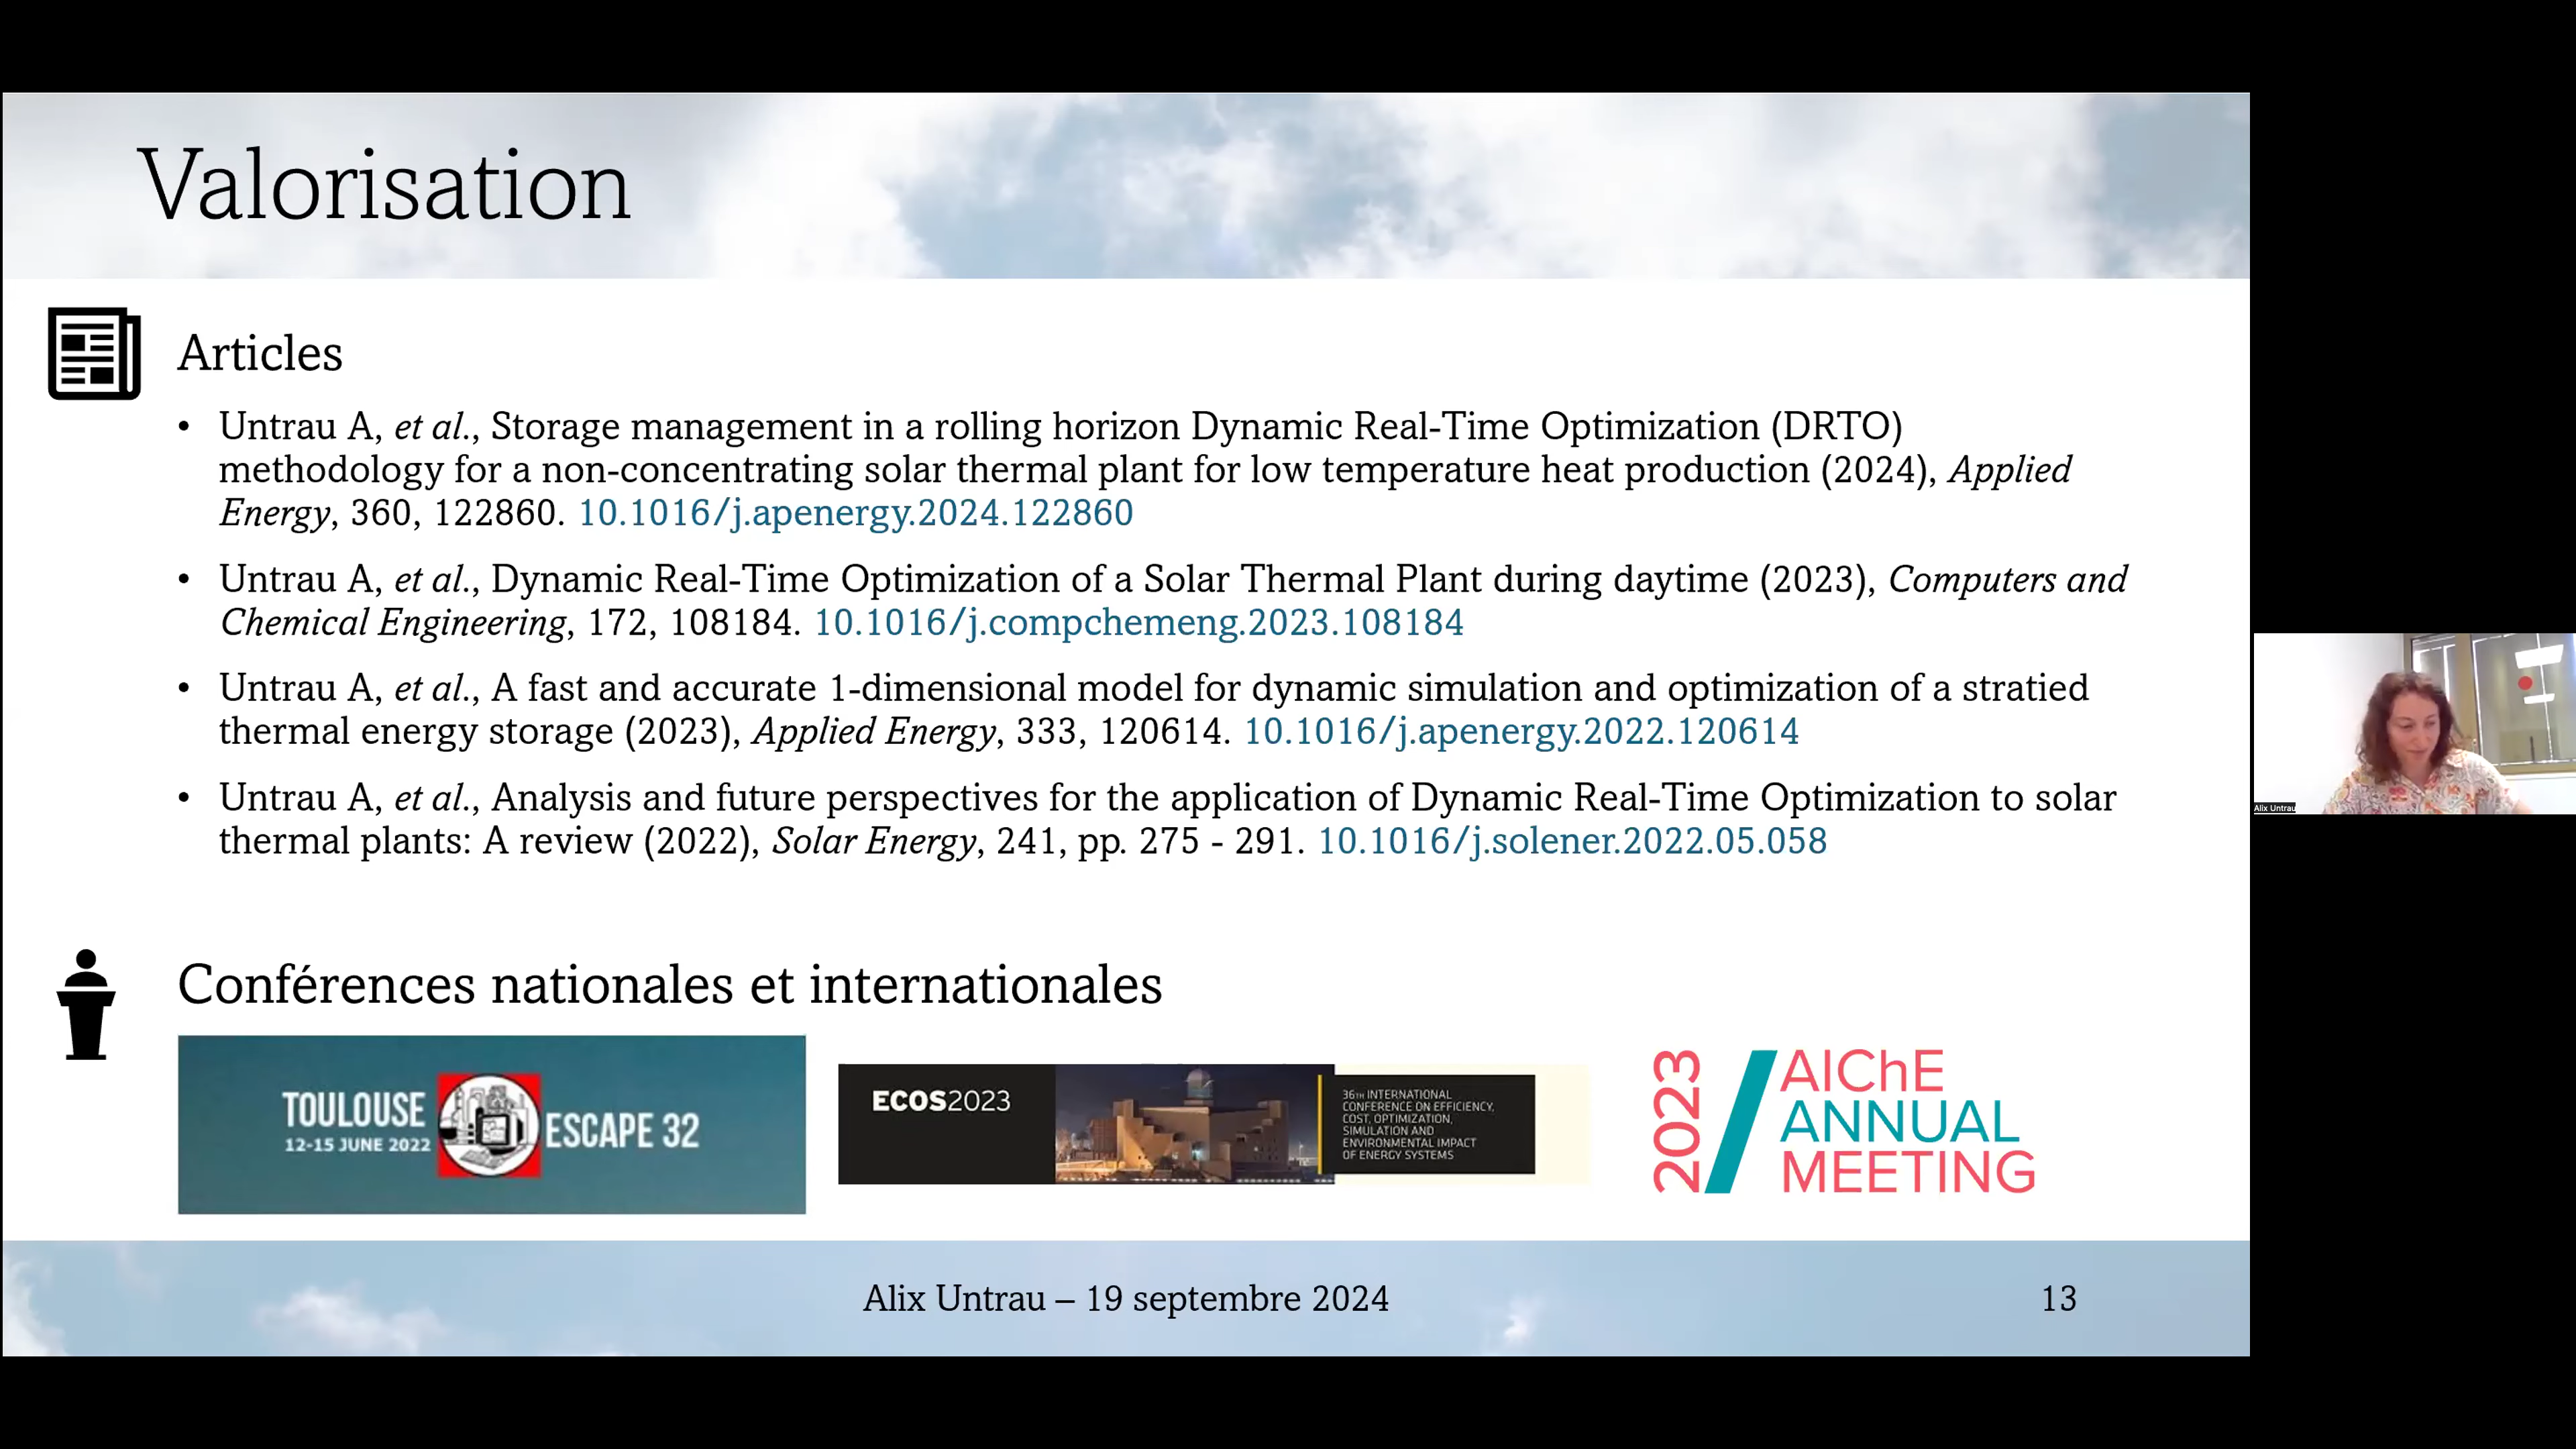 Valorisation
Articles
• Untrau A, et al., Storage management in a rolling horizon Dynamic Real-Time Optimization (DRTO)
methodology for a non-concentrating solar thermal plant for low temperature heat production (2024), Applied
Energy, 360, 122860. 10.1016/j.apenergy.2024.122860
• Untrau A, et al., Dynamic Real-Time Optimization of a Solar Thermal Plant during daytime (2023), Computers and
Chemical Engineering, 172, 108184. 10.1016/j.compchemeng.2023.108184
• Untrau A, et al., A fast and accurate 1-dimensional model for dynamic simulation and optimization of a stratied
thermal energy storage (2023), Applied Energy, 333, 120614. 10.1016/j.apenergy.2022.120614
• Untrau A, et al., Analysis and future perspectives for the application of Dynamic Real-Time Optimization to solar
thermal plants: A review (2022), Solar Energy, 241, pp. 275 - 291. 10.1016/j.solener.2022.05.058
Conférences nationales et internationales
TOULOUSE
12-15 JUNE 2022
ESCAPE 32
ECOS2023
36TH INTERNATIONAL
CONFERENCE ON EFFICIENCY,
COST, OPTIMIZATION,
SIMULATION AND
ENVIRONMENTAL IMPACT
OF ENERGY SYSTEMS
2023
AIChE
ANNUAL
MEETING
Alix Untrau – 19 septembre 2024
13
Alix Untrau